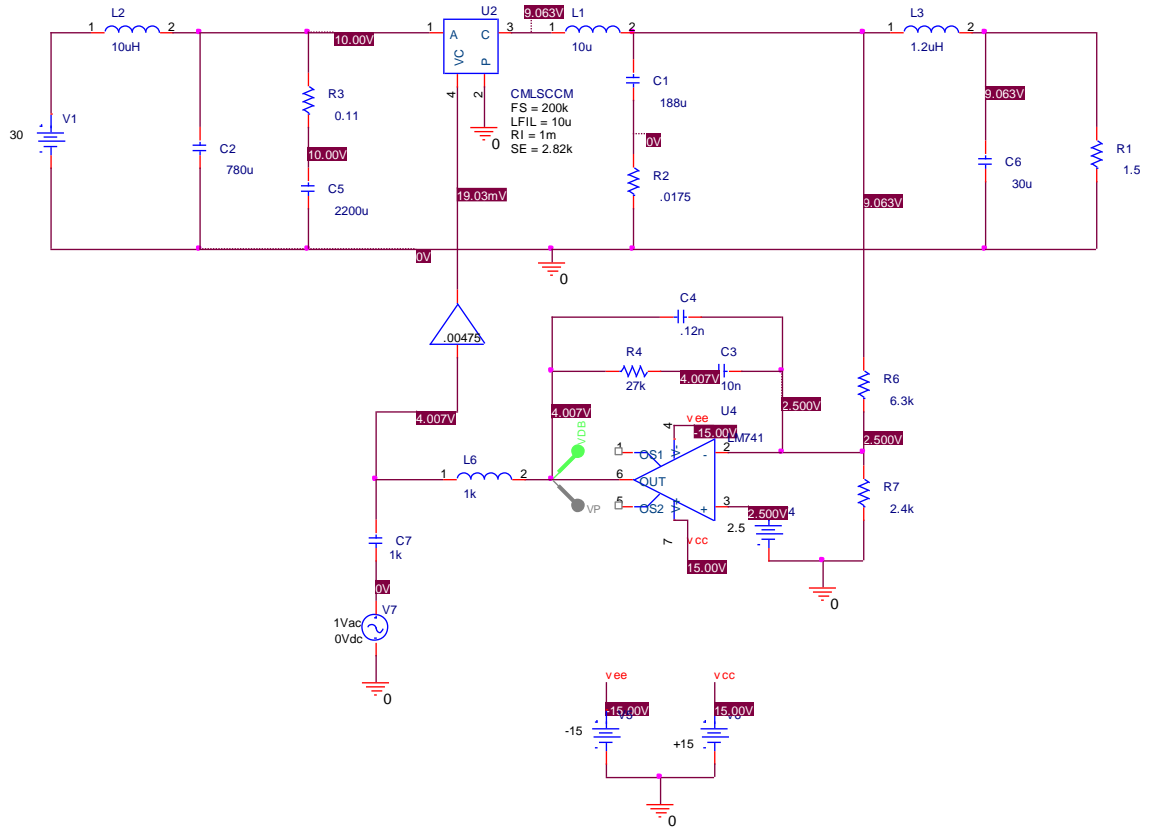 L2
1
2
10uH
10.00V
U2
1
A
C
VC
P
3
4
2
0
9.063V
L1
1
2
10u
CMLSCCM
FS = 200k
LFIL = 10u
RI = 1m
SE = 2.82k
C1
188u
0V
R2
.0175
L3
1
2
1.2uH
9.063V
C6
30u
R1
1.5
V1
30
C2
780u
R3
0.11
10.00V
C5
2200u
19.03mV
9.063V
0V
0
.00475
C4
.12n
R4
27k
4.007V
C3
10n
4.007V
4.007V
2.500V
R6
6.3k
2.500V
R7
2.4k
U4
vee
-15.00V
LM741
4
V-
1
OS1
2
-
6
OUT
5
OS2
3
+
V+
7
vcc
15.00V
2.500V
4
2.5
0
VDB
VP
L6
1
2
1k
C7
1k
0V
V7
1Vac
0Vdc
0
vee
vcc
-15.00V
15.00V
-15
+15
0